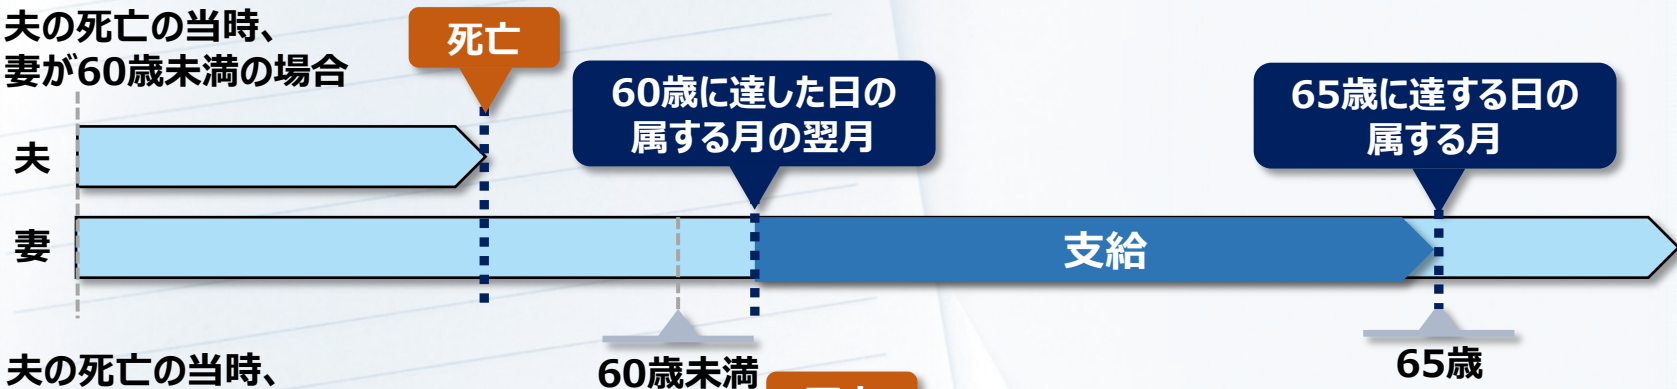 夫の死亡の当時、
妻が60歳未満の場合
死亡
60歳に達した日の
属する月の翌月
65歳に達する日の
属する月
夫
妻
支給
60歳未満
65歳
夫の死亡の当時、